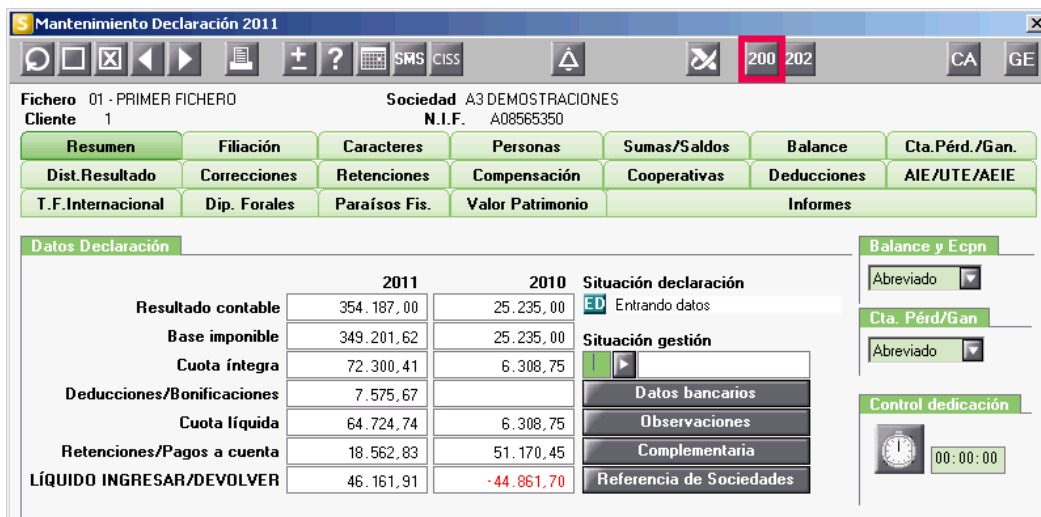 S Mantenimiento Declaración 2011
± ? SMS CISS 200 202 CA GE
Fichero 01 - PRIMER FICHERO Sociedad A3 DEMOSTRACIONES
Cliente 1 N.I.F. A08565350
Resumen Filiación Caracteres Personas Sumas/Saldos Balance Cta.Pérd./Gan.
Dist.Resultado Correcciones Retenciones Compensación Cooperativas Deducciones AIE/UTE/AEIE
T.F.Internacional Dip. Forales Paraísos Fis. Valor Patrimonio Informes
Datos Declaración Balance y Ecpn
2011 2010 Situación declaración Abreviado
Resultado contable 354.187,00 25.235,00 ED Entrando datos
Cta. Pérd/Gan
Base imponible 349.201,62 25.235,00 Situación gestión
Cuota íntegra 72.300,41 6.308,75 Abreviado
Deducciones/Bonificaciones 7.575,67 Datos bancarios
Control dedicación
Cuota líquida 64.724,74 6.308,75 Observaciones
Retenciones/Pagos a cuenta 18.562,83 51.170,45 Complementaria 00:00:00
LÍQUIDO INGRESAR/DEVOLVER 46.161,91 -44.861,70 Referencia de Sociedades